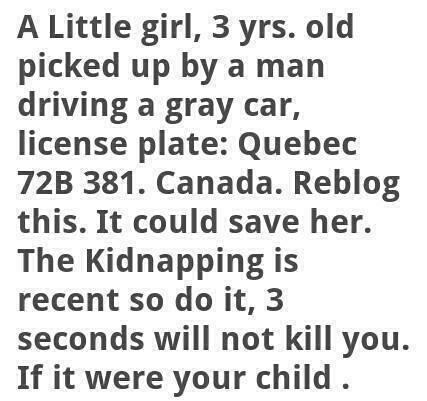 A Little girl, 3 yrs. old
picked up by a man
driving a gray car,
license plate: Quebec
72B 381. Canada. Reblog
this. It could save her.
The Kidnapping is
recent so do it, 3
seconds will not kill you.
If it were your child .